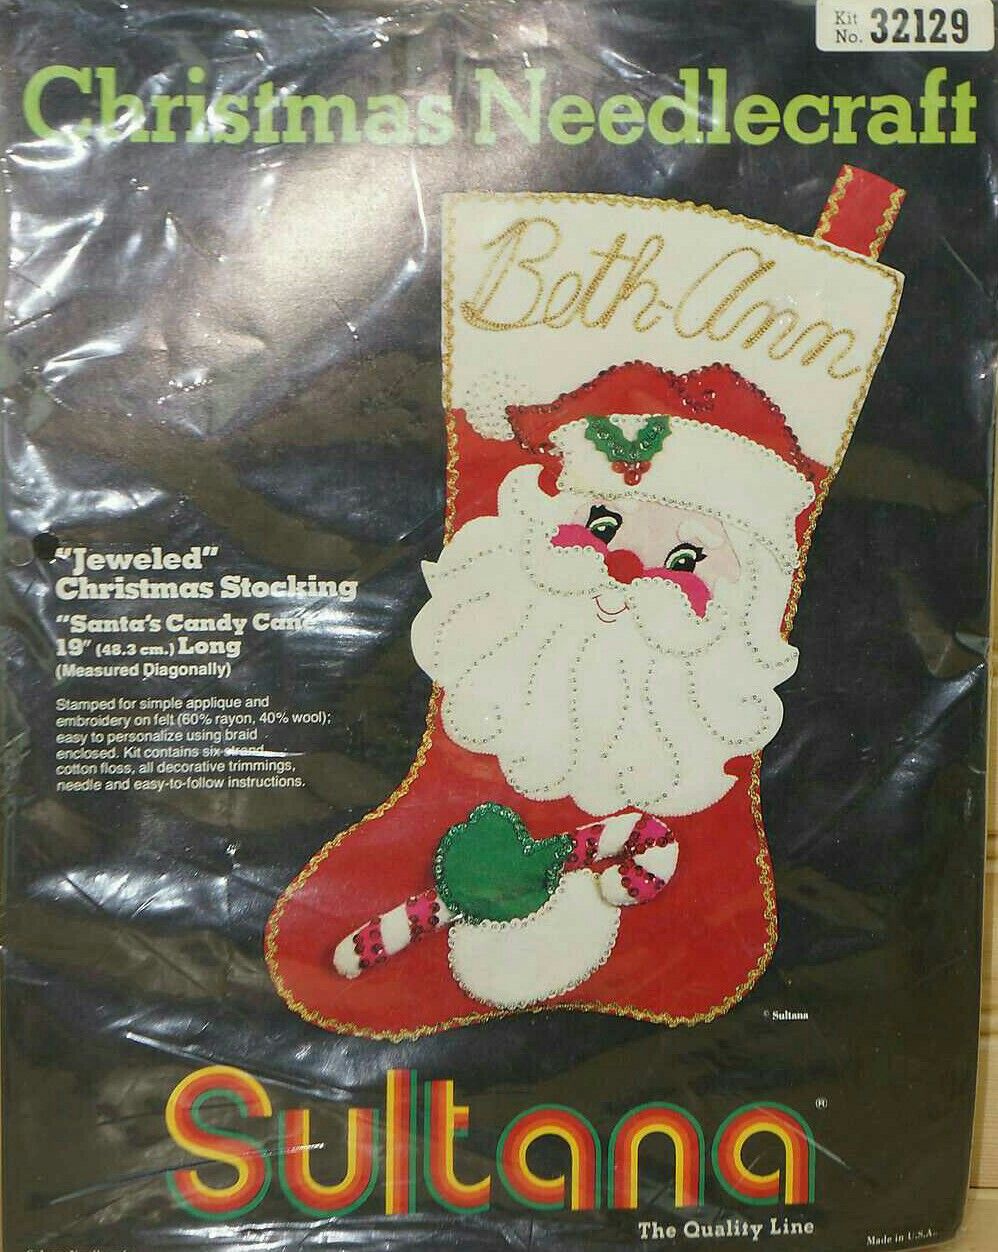 Kit No. 32129
Christmas Needlecraft
Beth-Ann
"Jeweled"
Christmas Stocking
"Santa's Candy Cane"
19" (48.3 cm.) Long
(Measured Diagonally)
Stamped for simple applique and
embroidery on felt (60% rayon, 40% wool);
easy to personalize using braid
enclosed. Kit contains six strand
cotton floss, all decorative trimmings,
needle and easy-to-follow instructions.
© Sultana
Sultana®
The Quality Line
Made in U.S.A.